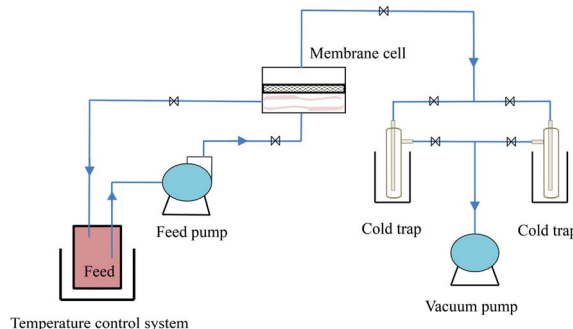 Membrane cell
Feed pump
Cold trap
Cold trap
Feed
Vacuum pump
Temperature control system